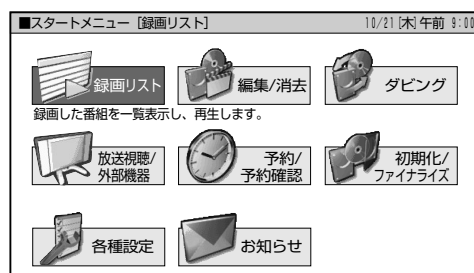 ■スタートメニュー [録画リスト] 10/21[木]午前 9:00
録画リスト
編集/消去
ダビング
録画した番組を一覧表示し、再生します。
放送視聴/
外部機器
予約/
予約確認
初期化/
ファイナライズ
各種設定
お知らせ